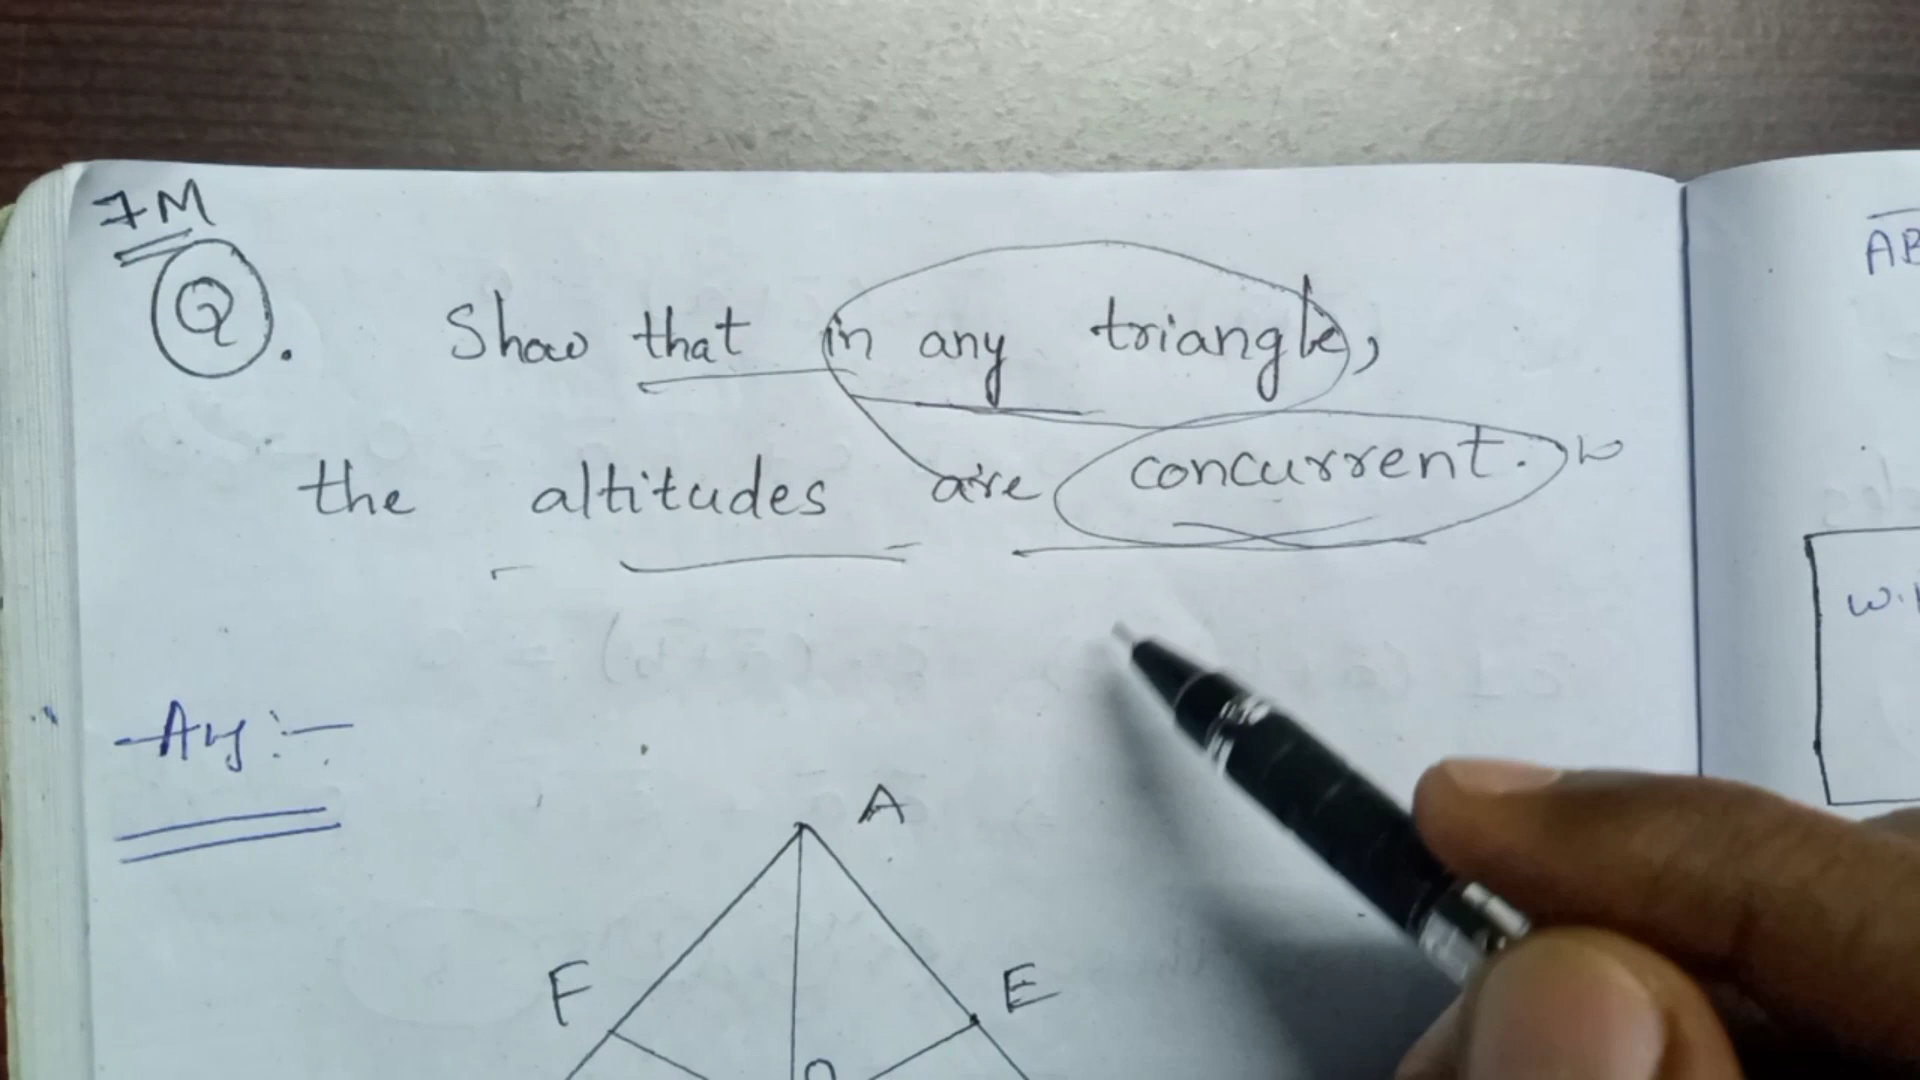 7M
Q. Show that in any triangle,
the altitudes are concurrent.
Ans :-
A
F
E
O
AB